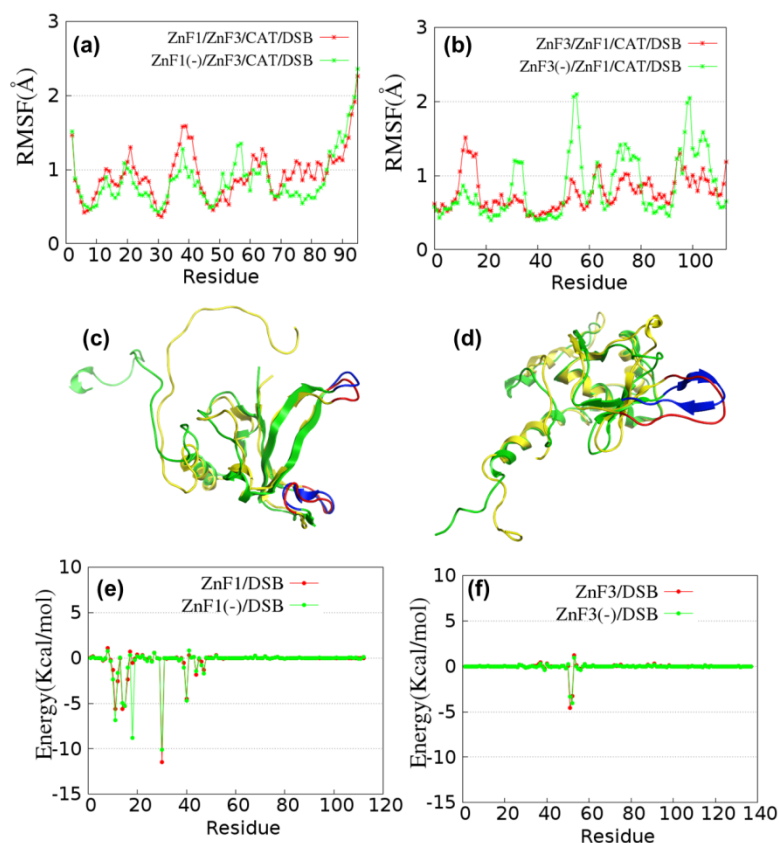 (a)
ZnF1/ZnF3/CAT/DSB
ZnF1(-)/ZnF3/CAT/DSB
RMSF(Å)
3
2
1
0
0 10 20 30 40 50 60 70 80 90
Residue
(b)
ZnF3/ZnF1/CAT/DSB
ZnF3(-)/ZnF1/CAT/DSB
RMSF(Å)
3
2
1
0
0 20 40 60 80 100
Residue
(c)
(d)
(e)
ZnF1/DSB
ZnF1(-)/DSB
Energy(Kcal/mol)
10
5
0
-5
-10
-15
0 20 40 60 80 100 120
Residue
(f)
ZnF3/DSB
ZnF3(-)/DSB
Energy(Kcal/mol)
10
5
0
-5
-10
-15
0 20 40 60 80 100 120 140
Residue